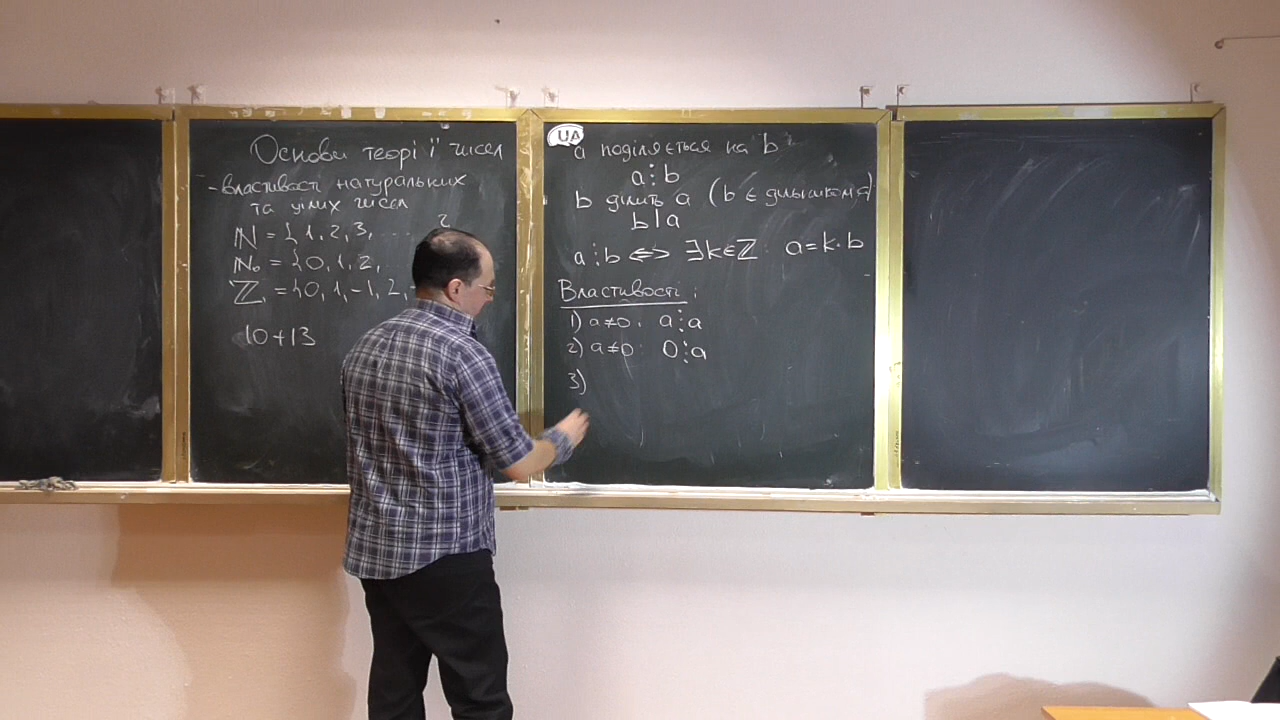 Основи теорії чисел
- властивості натуральних
та цілих чисел
ℕ = {1, 2, 3, ...
ℕ₀ = {0, 1, 2,
ℤ = {0, 1, -1, 2,
10+13
UA
a поділяється на b
a⋮b
b ділить a (b є дільником a)
b|a
a⋮b ⟺ ∃k∈ℤ: a=k·b
Властивості:
1) a≠0: a⋮a
2) a≠0: 0⋮a
3)